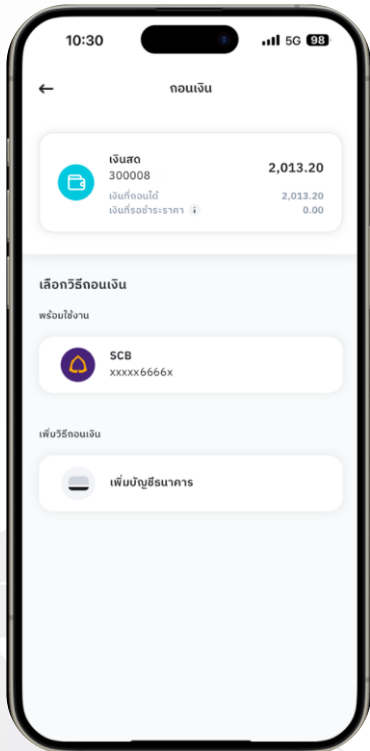 10:30 5G 98
ถอนเงิน
เงินสด
300008
2,013.20
เงินที่ถอนได้ 2,013.20
เงินที่รอชำระราคา i 0.00
เลือกวิธีถอนเงิน
พร้อมใช้งาน
SCB
xxxxx6666x
เพิ่มวิธีถอนเงิน
เพิ่มบัญชีธนาคาร